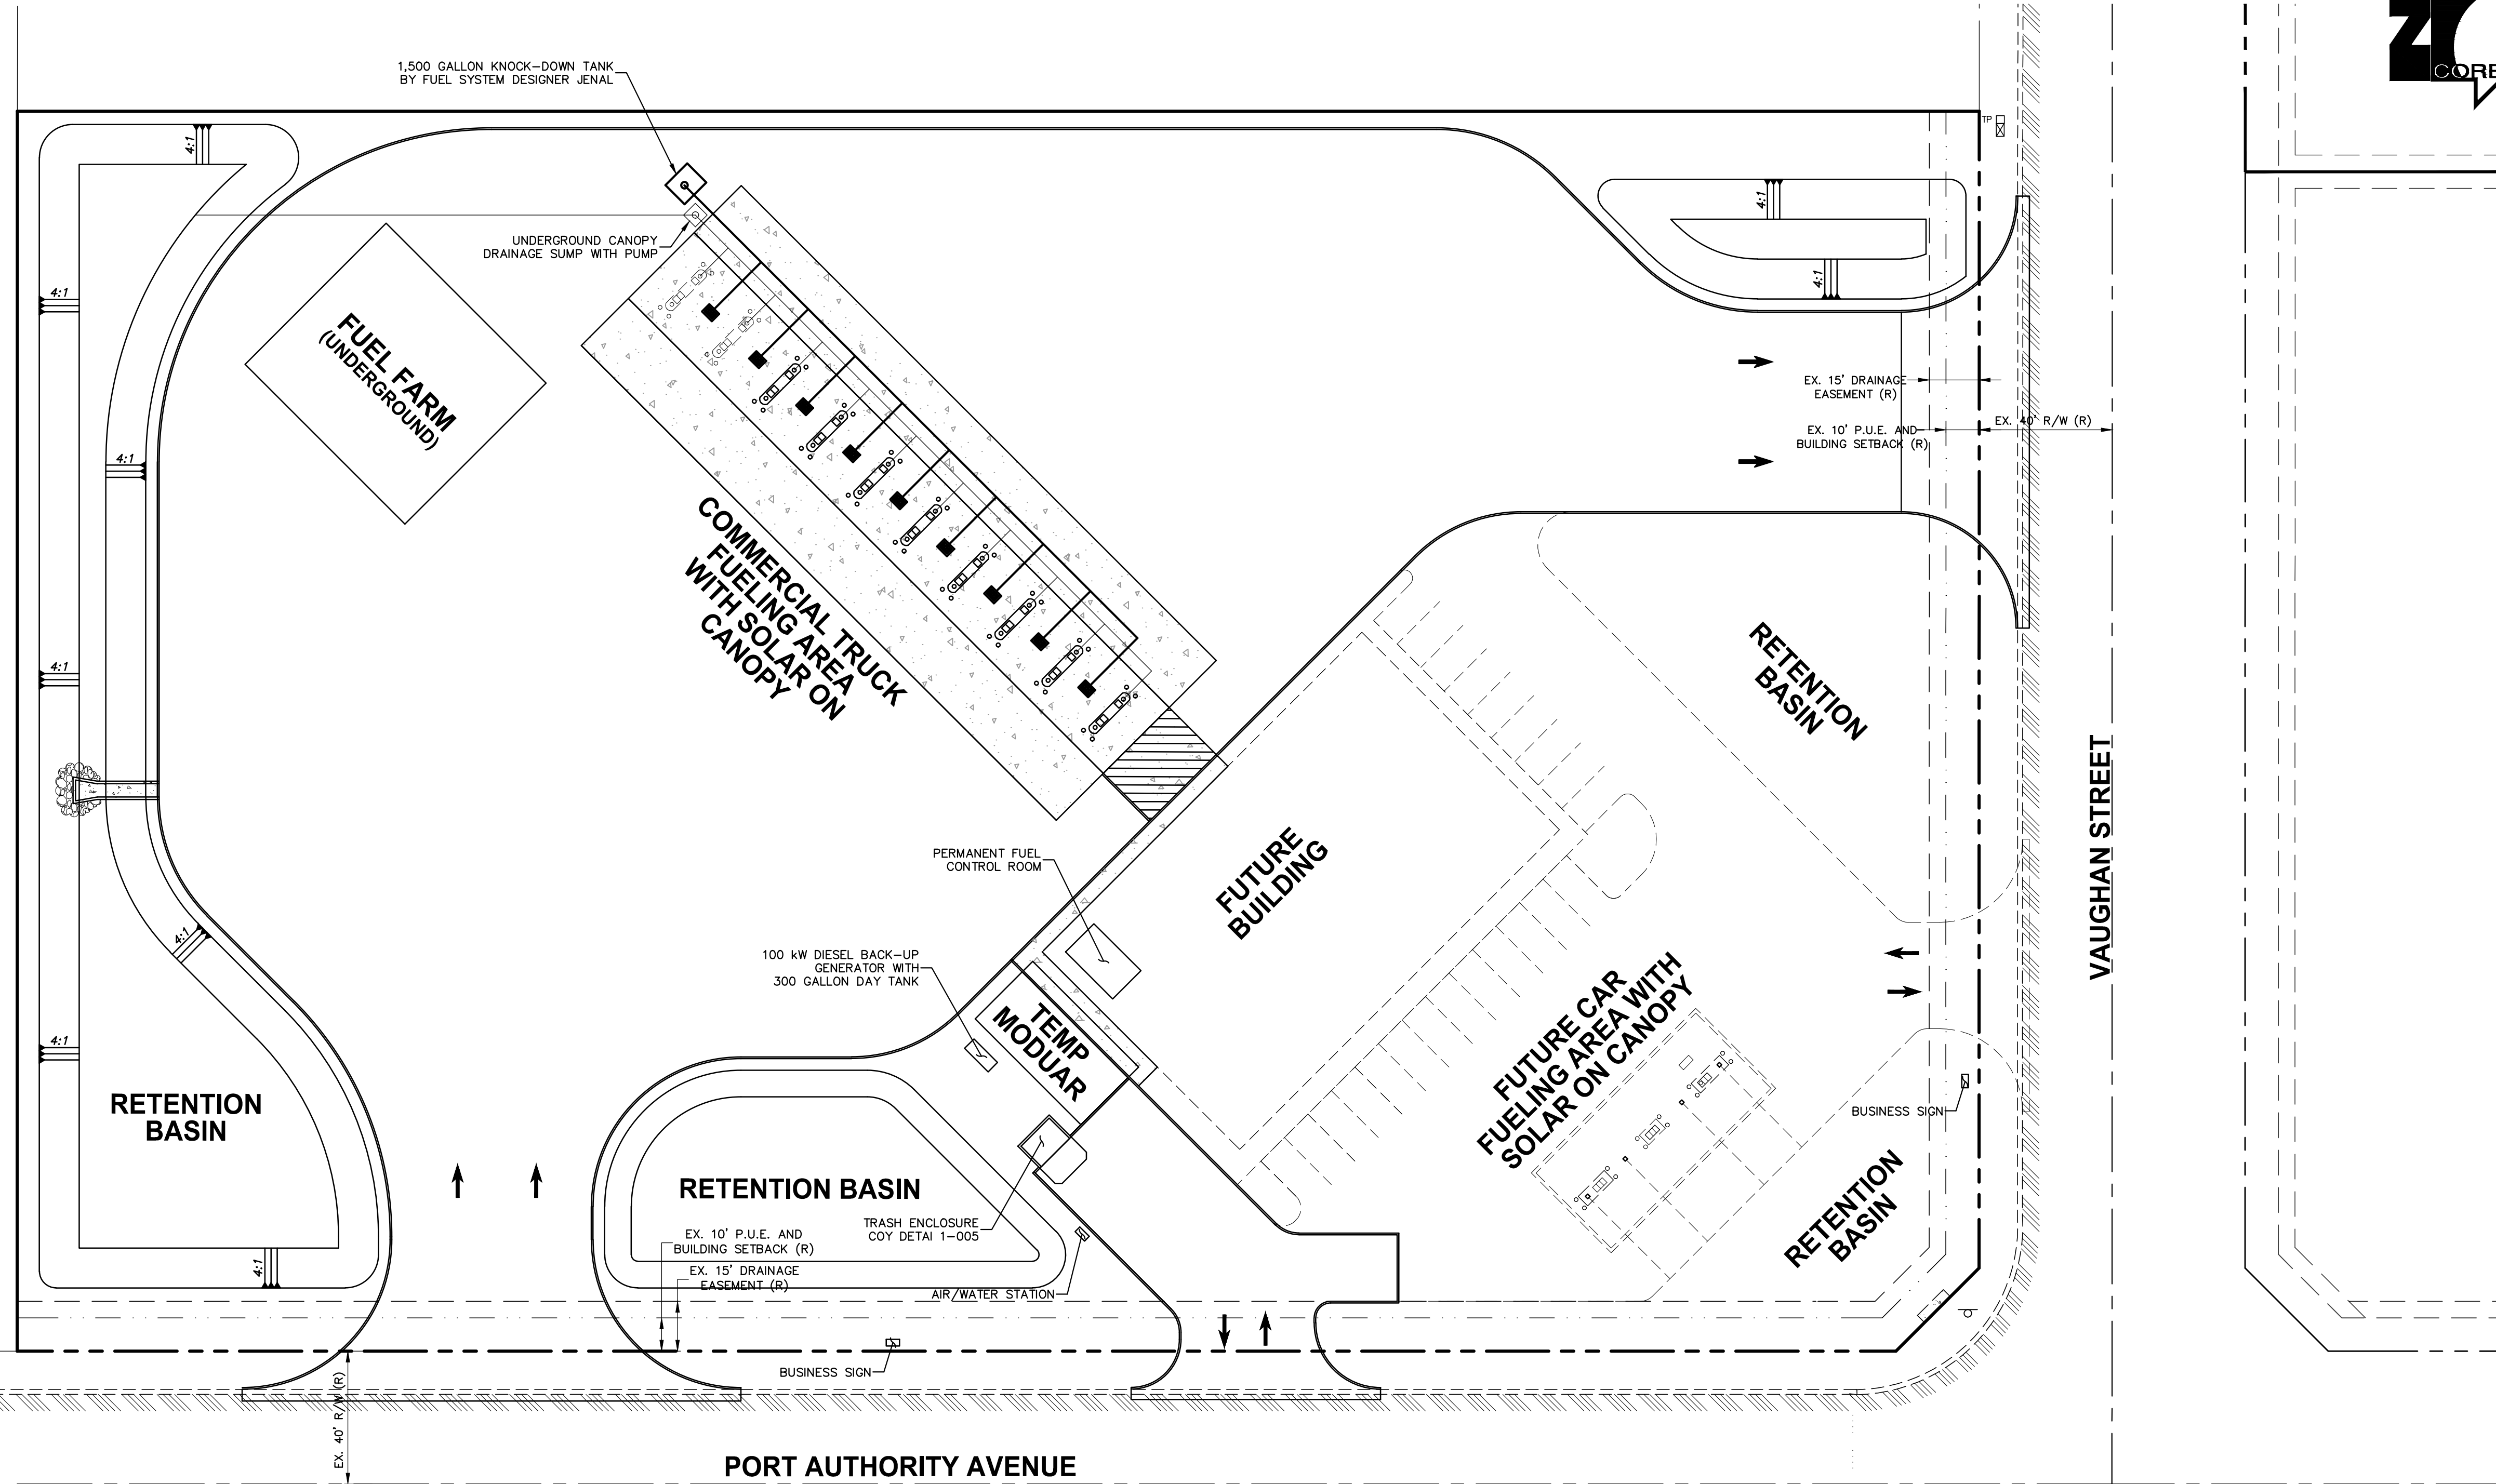 1,500 GALLON KNOCK-DOWN TANK
BY FUEL SYSTEM DESIGNER JENAL
CORE
TP
4:1
4:1
UNDERGROUND CANOPY
DRAINAGE SUMP WITH PUMP
4:1
4:1
FUEL FARM
(UNDERGROUND)
EX. 15' DRAINAGE
EASEMENT (R)
EX. 40' R/W (R)
EX. 10' P.U.E. AND
BUILDING SETBACK (R)
4:1
COMMERCIAL TRUCK
FUELING AREA
WITH SOLAR ON
CANOPY
4:1
RETENTION
BASIN
VAUGHAN STREET
PERMANENT FUEL
CONTROL ROOM
FUTURE
BUILDING
4:1
100 kW DIESEL BACK-UP
GENERATOR WITH
300 GALLON DAY TANK
TEMP
MODUAR
FUTURE CAR
FUELING AREA WITH
SOLAR ON CANOPY
4:1
RETENTION
BASIN
BUSINESS SIGN
RETENTION BASIN
RETENTION
BASIN
TRASH ENCLOSURE
COY DETAI 1-005
EX. 10' P.U.E. AND
BUILDING SETBACK (R)
4:1
EX. 15' DRAINAGE
EASEMENT (R)
AIR/WATER STATION
BUSINESS SIGN
EX. 40' R/W (R)
PORT AUTHORITY AVENUE